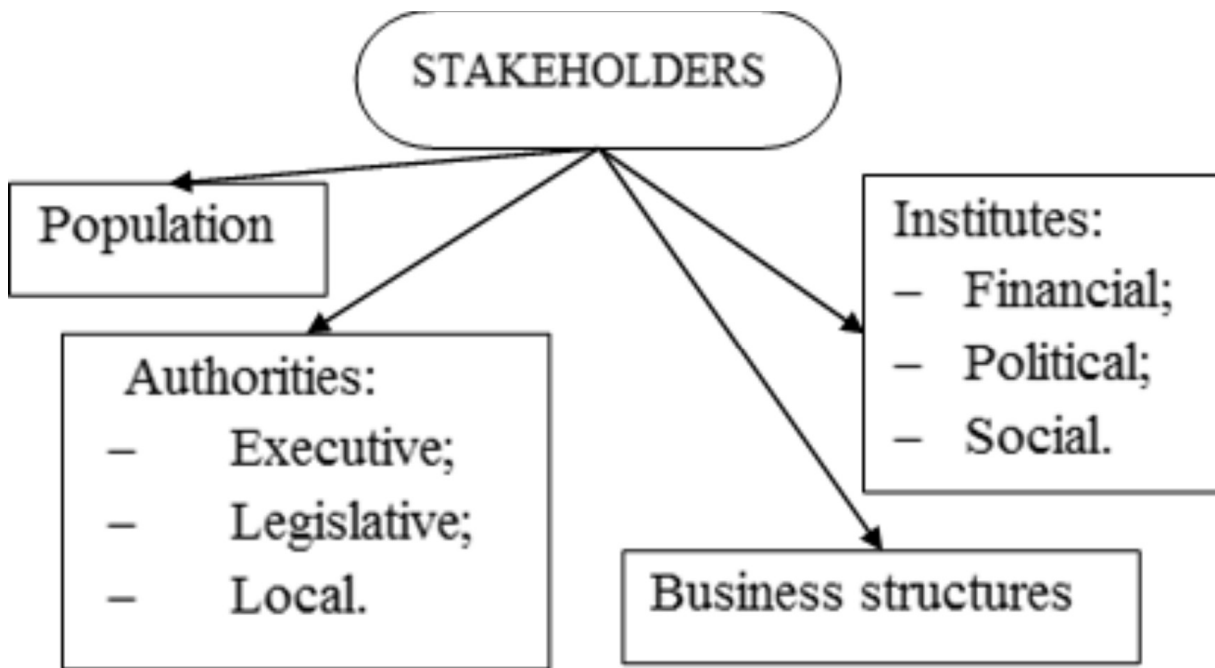 STAKEHOLDERS
Population
Authorities:
– Executive;
– Legislative;
– Local.
Business structures
Institutes:
– Financial;
– Political;
– Social.